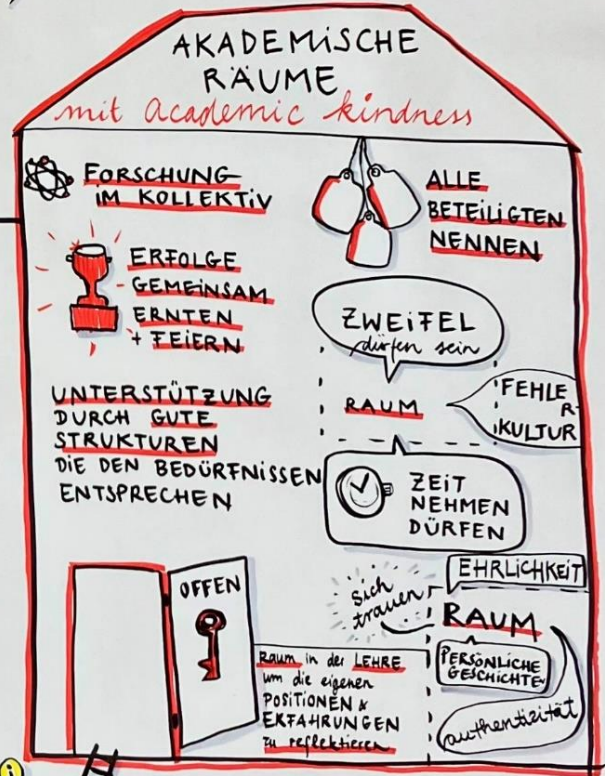 AKADEMISCHE
RÄUME
mit academic kindness
FORSCHUNG
IM KOLLEKTIV
ALLE
BETEILIGTEN
NENNEN
ERFOLGE
GEMEINSAM
ERNTEN
+ FEIERN
ZWEIFEL
dürfen sein
RAUM
FEHLE
R-
KULTUR
UNTERSTÜTZUNG
DURCH GUTE
STRUKTUREN
DIE DEN BEDÜRFNISSEN
ENTSPRECHEN
ZEIT
NEHMEN
DÜRFEN
OFFEN
Raum in der LEHRE
um die eigenen
POSITIONEN &
ERFAHRUNGEN
zu reflektieren
EHRLICHKEIT
Sich
trauen
RAUM
PERSÖNLICHE
GESCHICHTE
authentizität